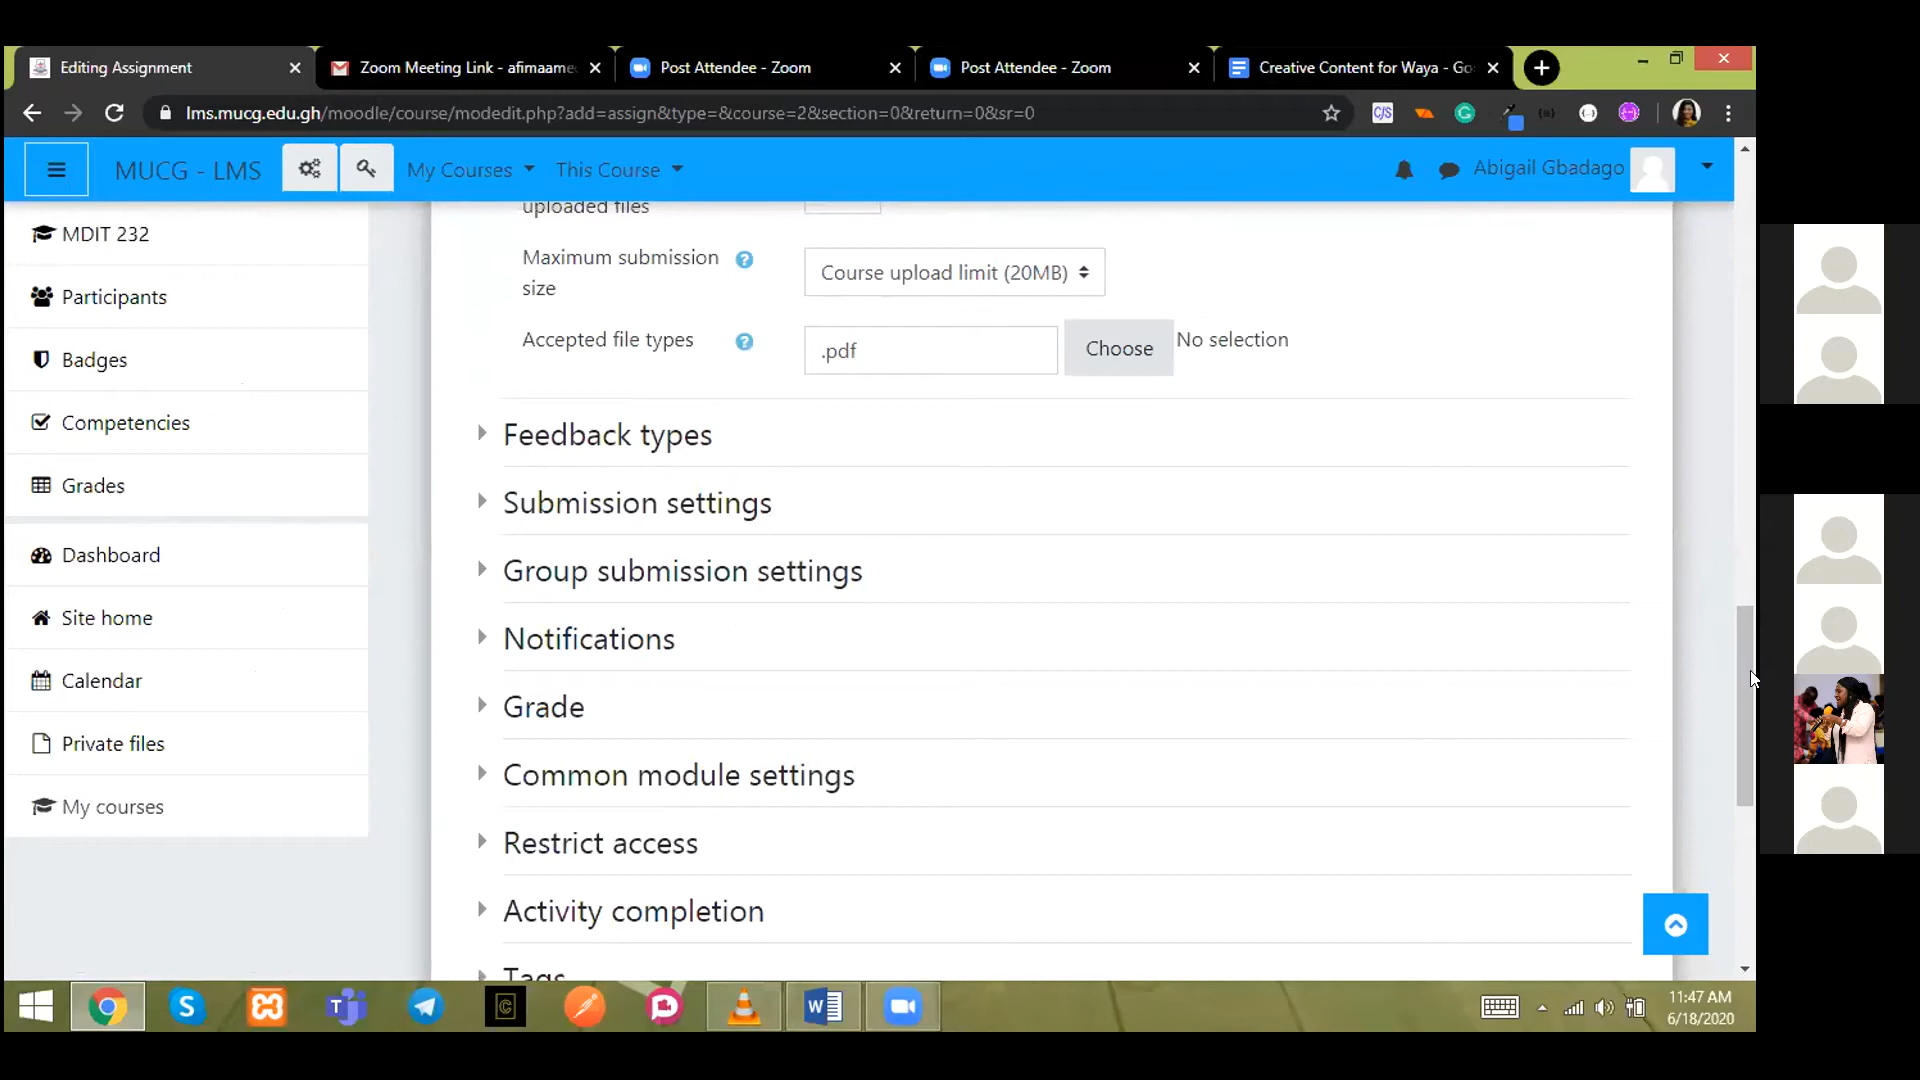 Editing Assignment
Zoom Meeting Link - afimaame
Post Attendee - Zoom
Post Attendee - Zoom
Creative Content for Waya - Go
lms.mucg.edu.gh/moodle/course/modedit.php?add=assign&type=&course=2&section=0&return=0&sr=0
MUCG - LMS
My Courses
This Course
Abigail Gbadago
MDIT 232
Participants
Badges
Competencies
Grades
Dashboard
Site home
Calendar
Private files
My courses
uploaded files
Maximum submission size
Course upload limit (20MB)
Accepted file types
.pdf
Choose
No selection
Feedback types
Submission settings
Group submission settings
Notifications
Grade
Common module settings
Restrict access
Activity completion
Tags
11:47 AM
6/18/2020